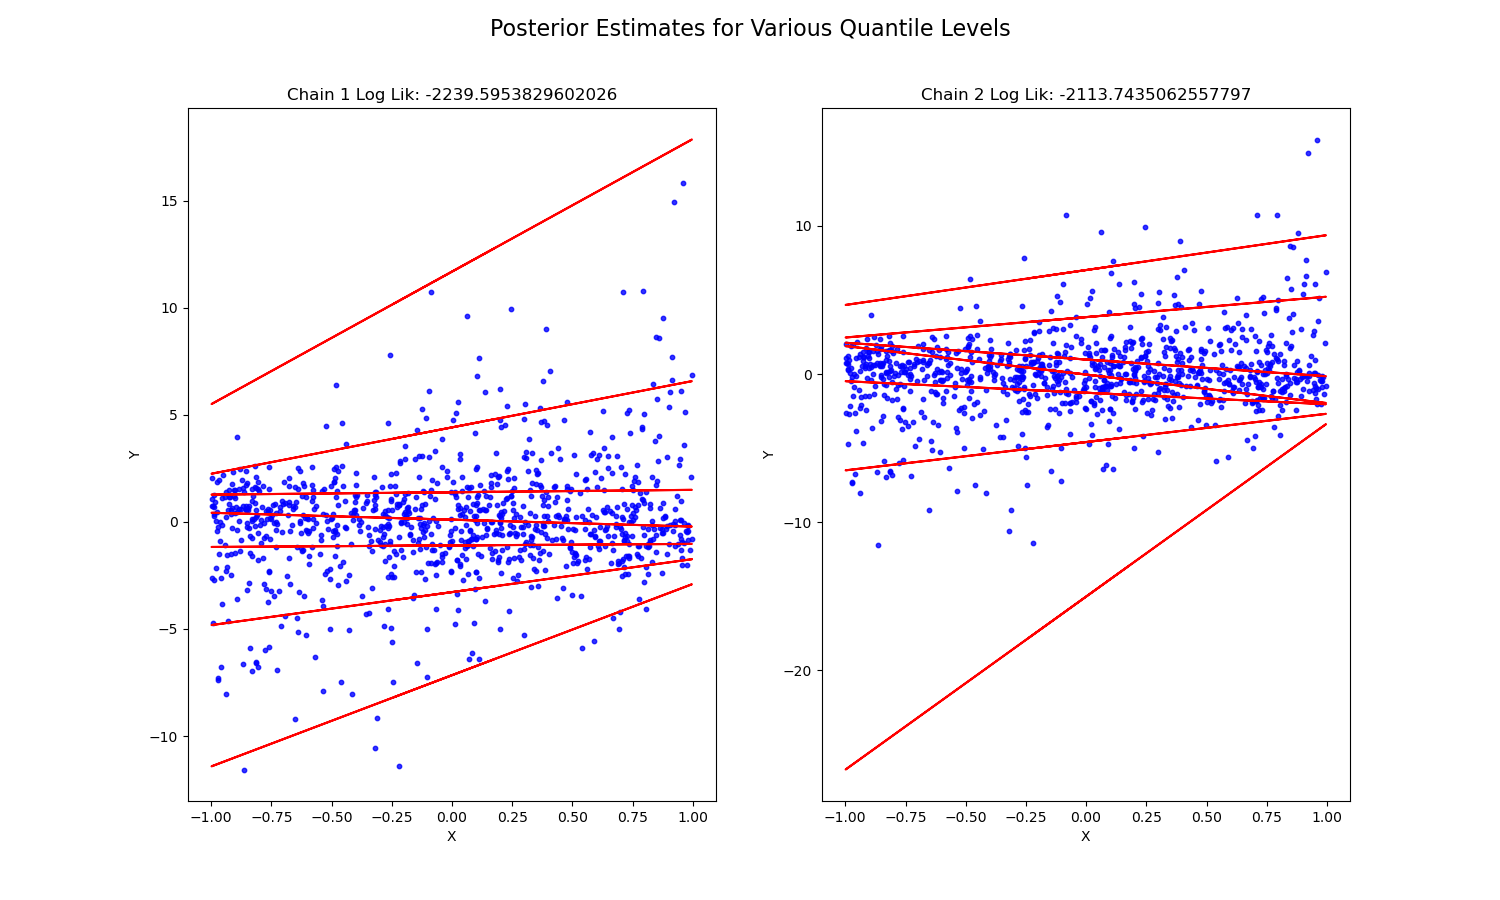 Posterior Estimates for Various Quantile Levels
Chain 1 Log Lik: -2239.5953829602026
Chain 2 Log Lik: -2113.7435062557797
15
10
5
0
−5
−10
Y
−1.00 −0.75 −0.50 −0.25 0.00 0.25 0.50 0.75 1.00
X
10
0
−10
−20
Y
−1.00 −0.75 −0.50 −0.25 0.00 0.25 0.50 0.75 1.00
X